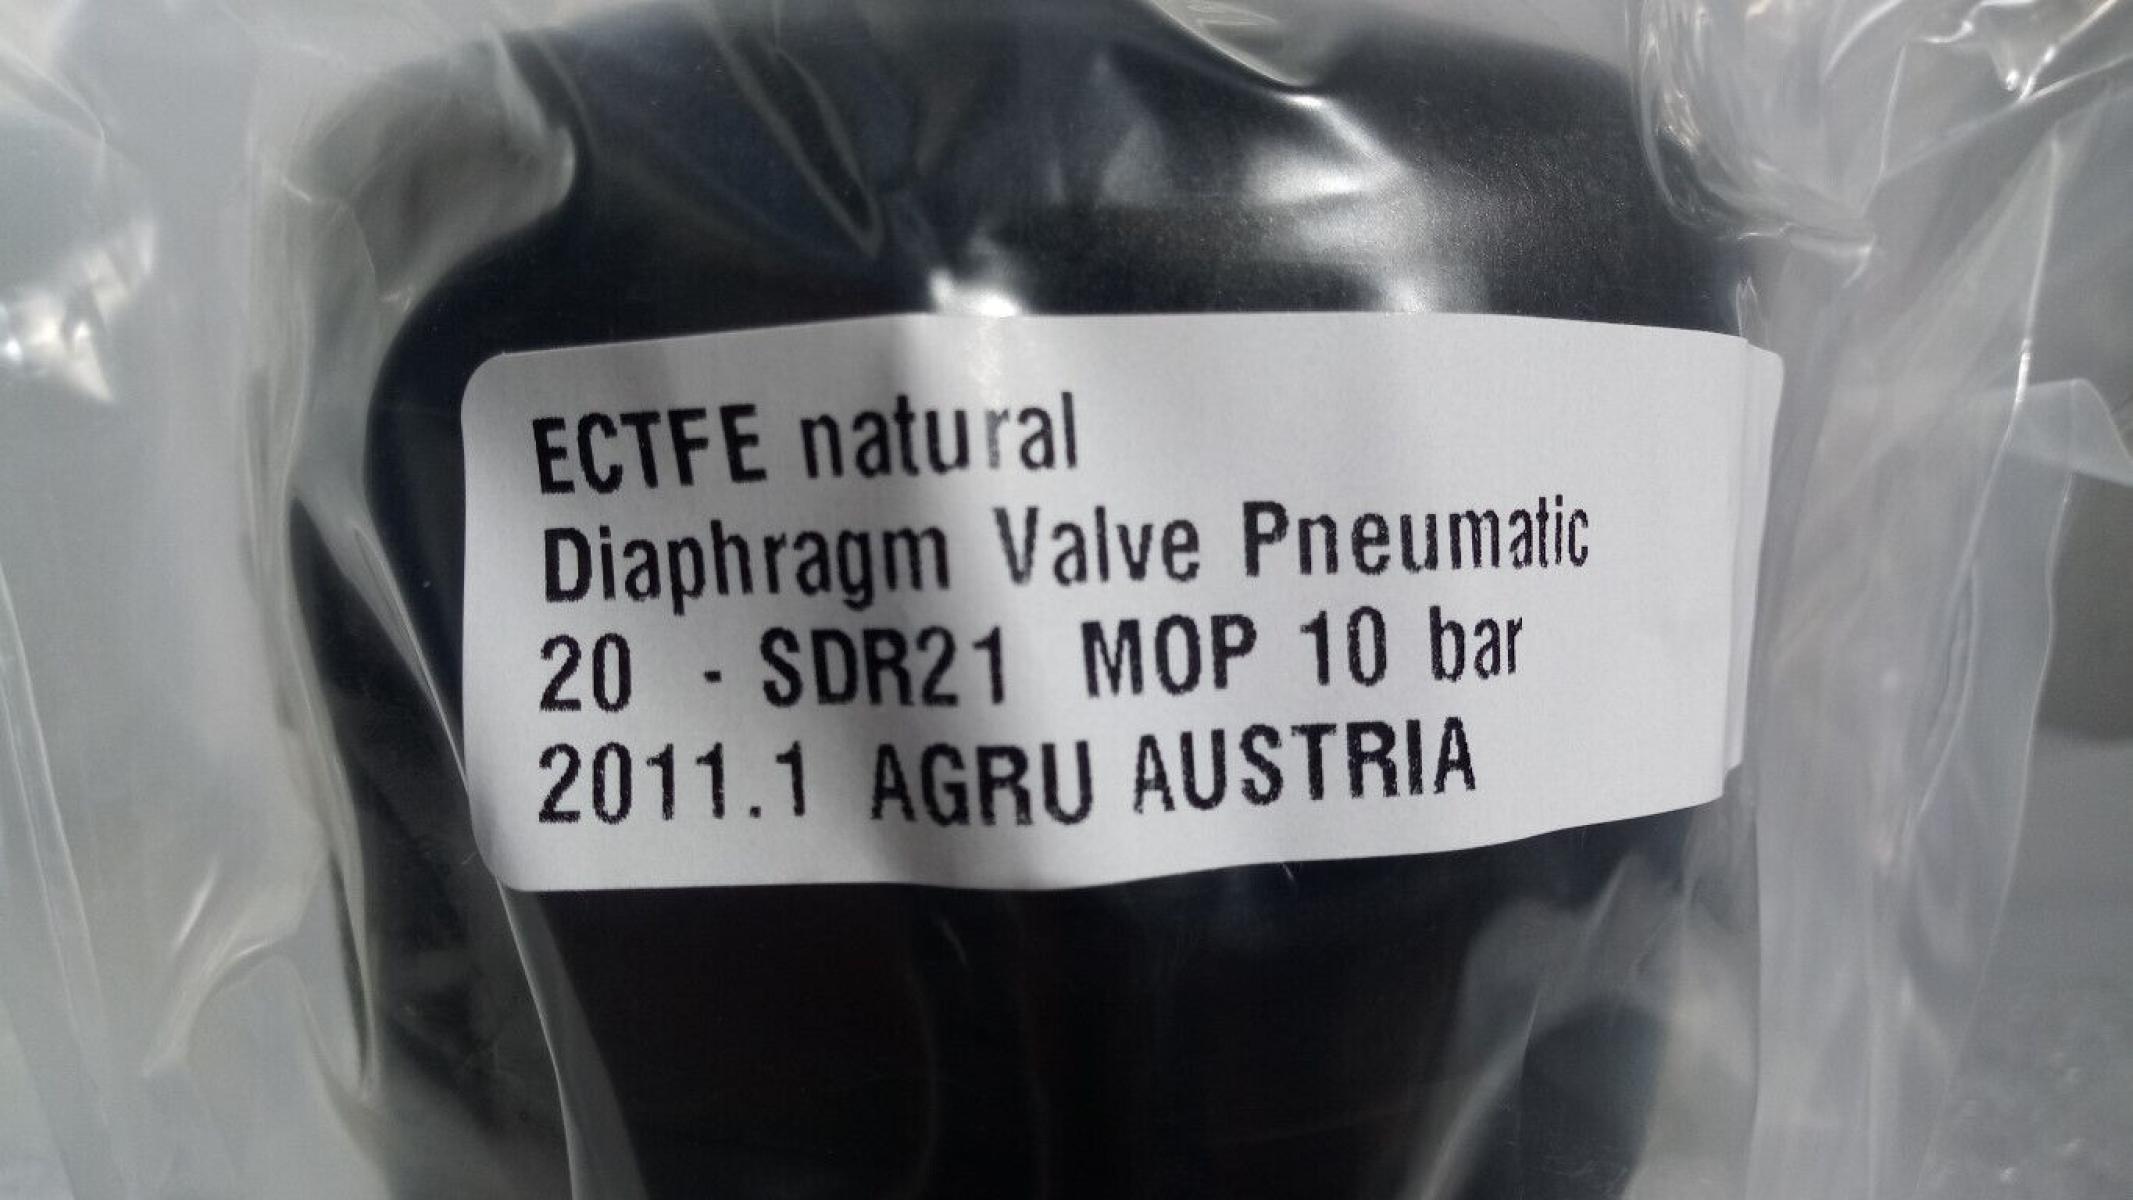 ECTFE natural
Diaphragm Valve Pneumatic
20 - SDR21 MOP 10 bar
2011.1 AGRU AUSTRIA